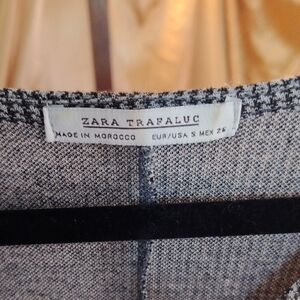 ZARA TRAFALUC
MADE IN MOROCCO EUR/USA S MEX 26